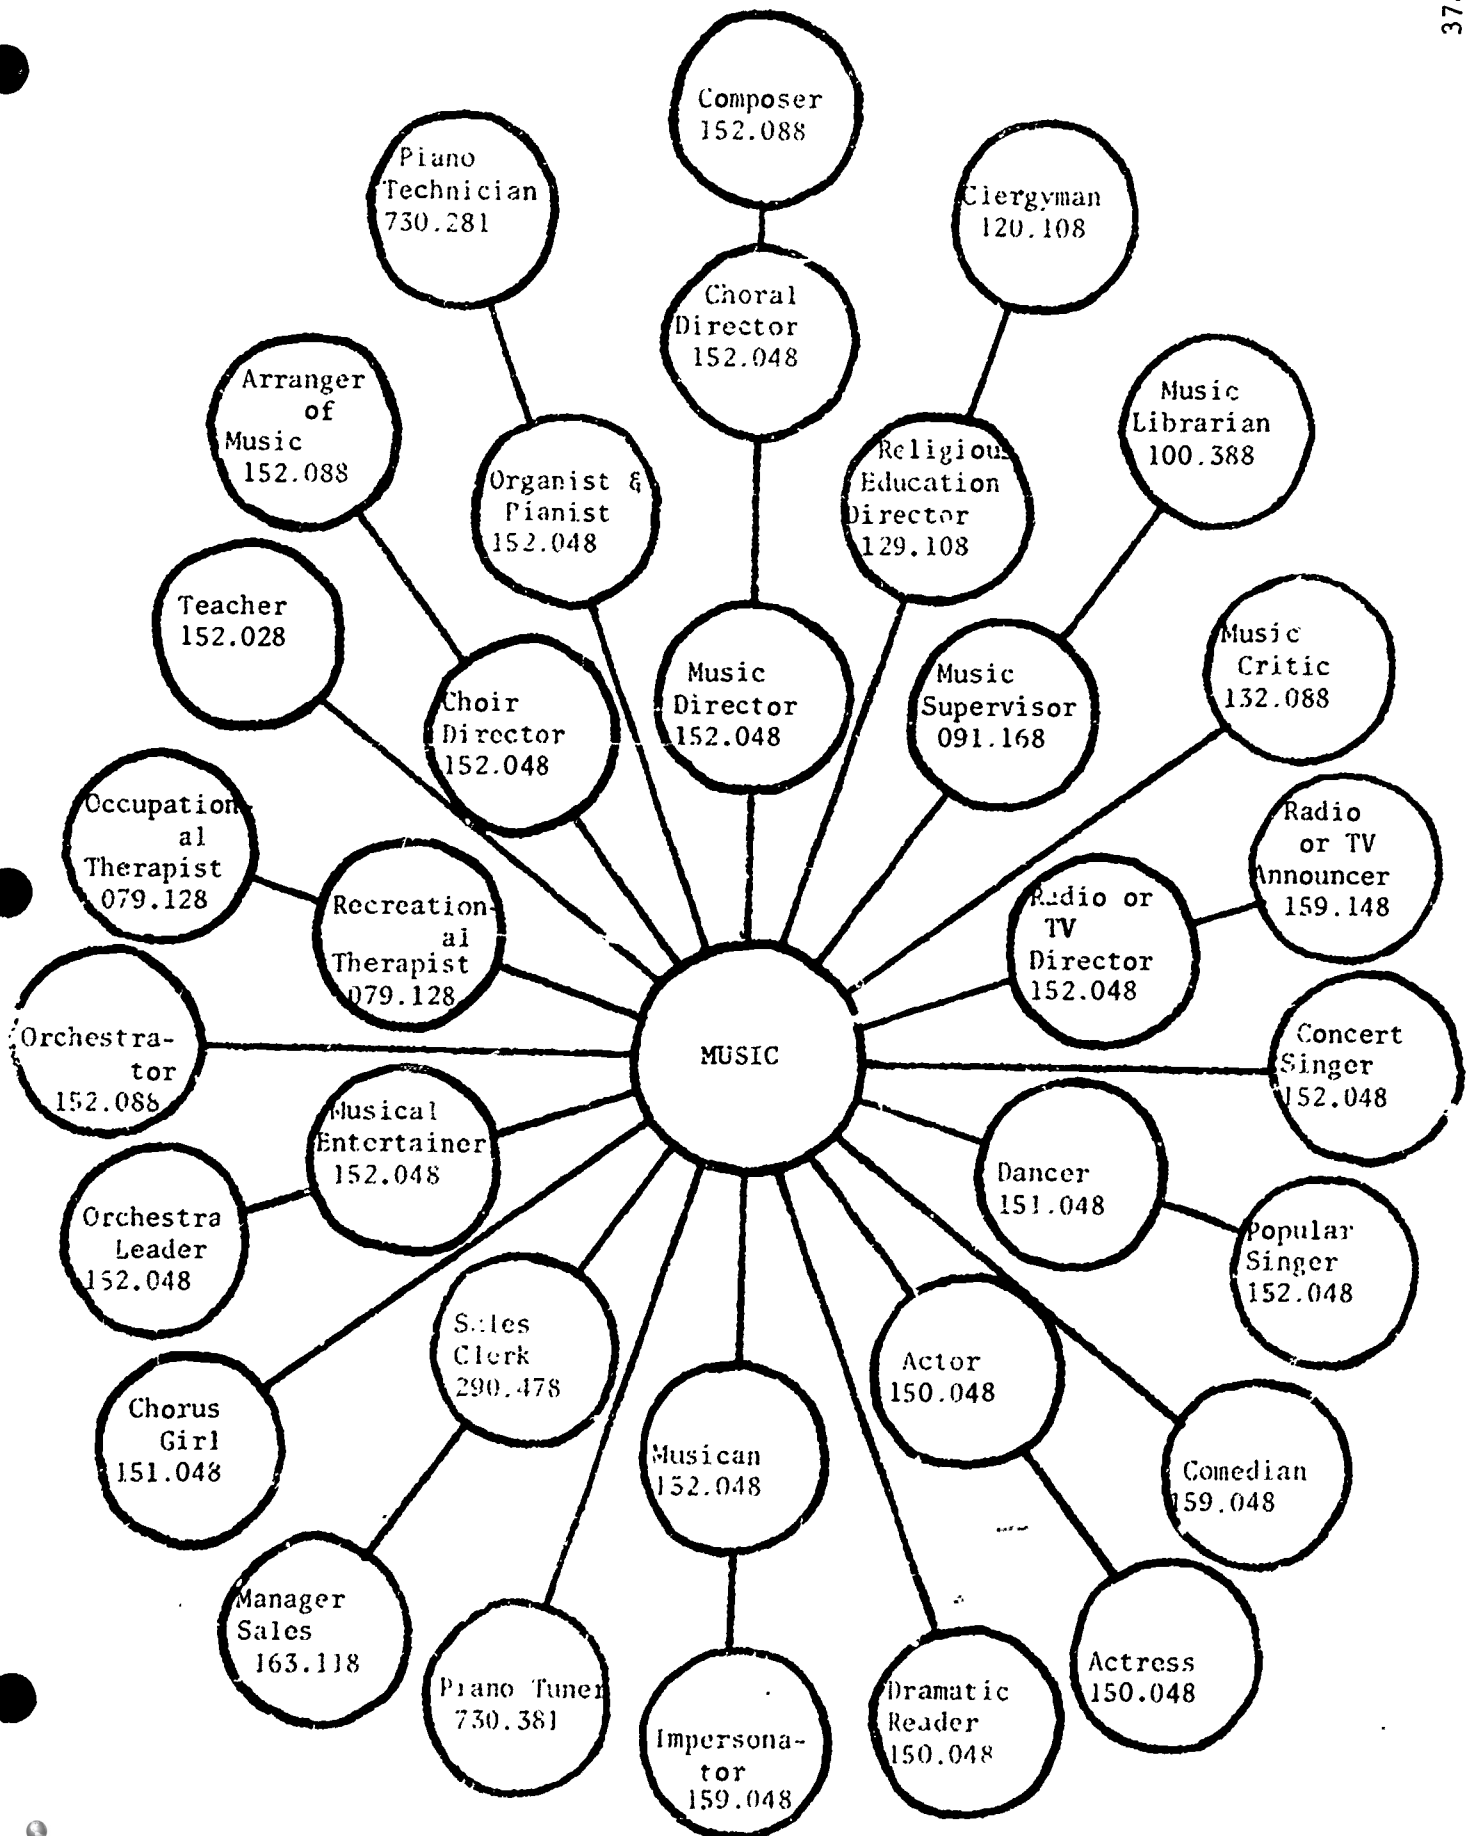 Composer
152.088
Piano
Technician
730.281
Clergyman
120.108
Choral
Director
152.048
Arranger
of
Music
152.088
Music
Librarian
100.388
Organist &
Pianist
152.048
Religious
Education
Director
129.108
Teacher
152.028
Music
Critic
132.088
Choir
Director
152.048
Music
Director
152.048
Music
Supervisor
091.168
Occupation-
al
Therapist
079.128
Radio
or TV
Announcer
159.148
Recreation-
al
Therapist
079.128
Radio or
TV
Director
152.048
Orchestra-
tor
152.088
MUSIC
Concert
Singer
152.048
Musical
Entertainer
152.048
Dancer
151.048
Orchestra
Leader
152.048
Popular
Singer
152.048
Sales
Clerk
290.478
Actor
150.048
Chorus
Girl
151.048
Musican
152.048
Comedian
159.048
Manager
Sales
163.118
Piano Tuner
730.381
Impersona-
tor
159.048
Dramatic
Reader
150.048
Actress
150.048